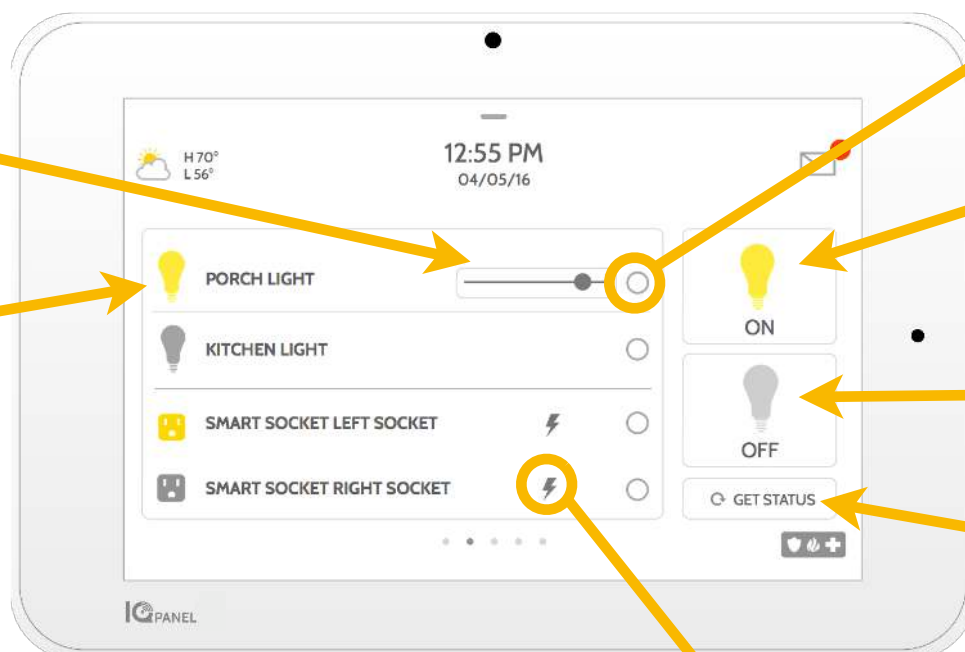 H 70°
L 56°
12:55 PM
04/05/16
PORCH LIGHT
KITCHEN LIGHT
SMART SOCKET LEFT SOCKET
SMART SOCKET RIGHT SOCKET
ON
OFF
GET STATUS
IQ PANEL